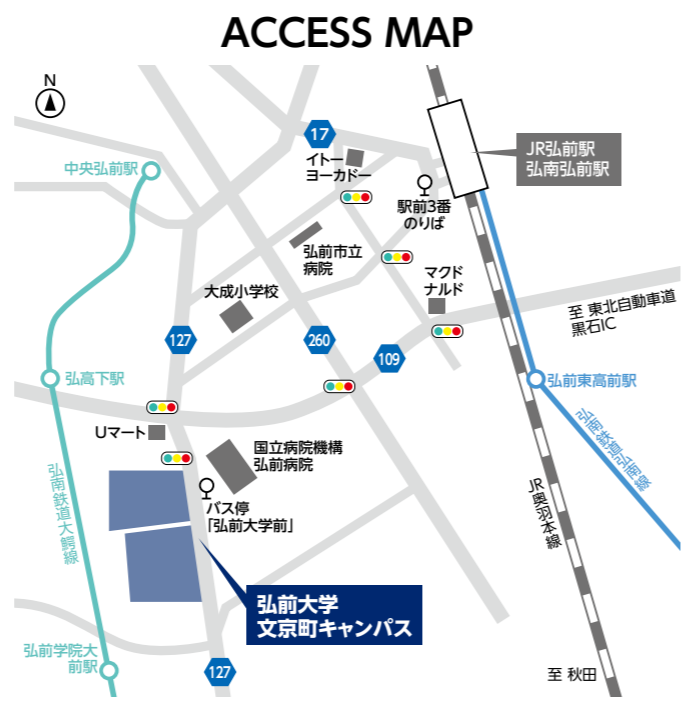 ACCESS MAP
N
17
中央弘前駅
イトー
ヨーカドー
JR弘前駅
弘南弘前駅
駅前3番
のりば
弘前市立
病院
大成小学校
マクド
ナルド
至 東北自動車道
黒石IC
127
260
109
弘高下駅
弘前東高前駅
Uマート
国立病院機構
弘前病院
弘南鉄道弘南線
弘南鉄道大鰐線
バス停
「弘前大学前」
JR奥羽本線
弘前大学
文京町キャンパス
弘前学院大
前駅
127
至 秋田